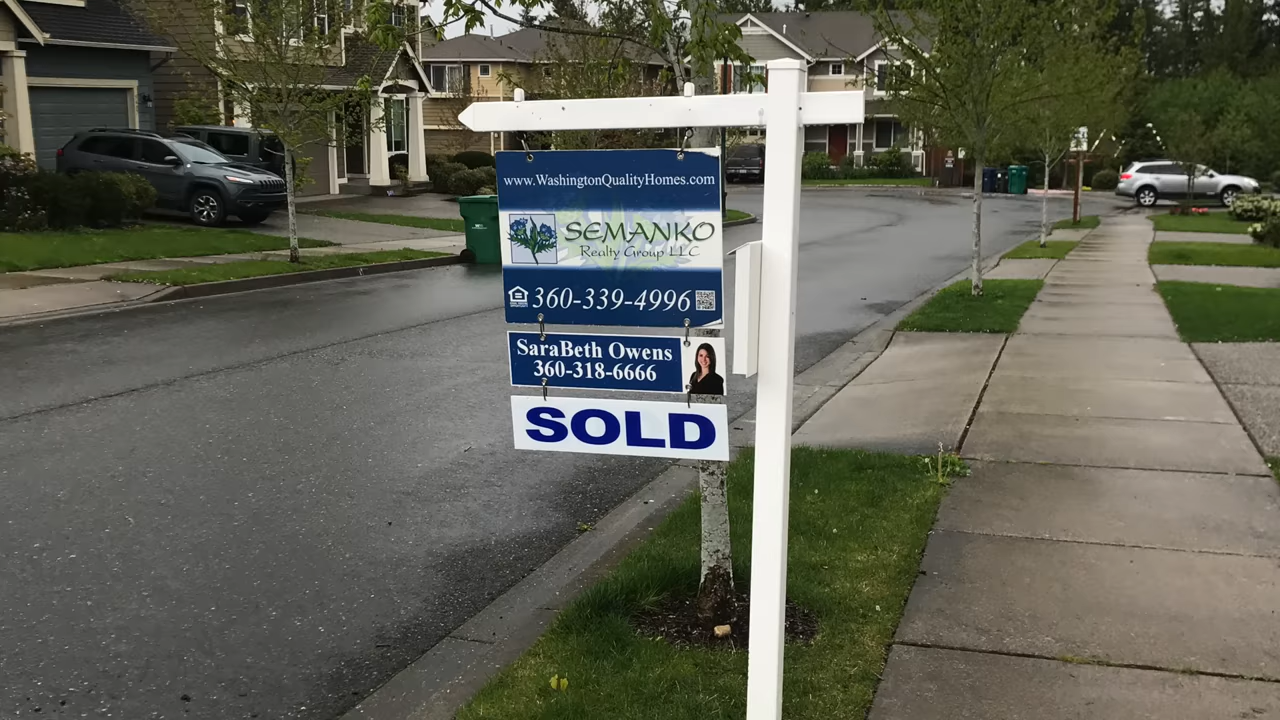 www.WashingtonQualityHomes.com
SEMANKO
Realty Group LLC
360-339-4996
SaraBeth Owens
360-318-6666
SOLD